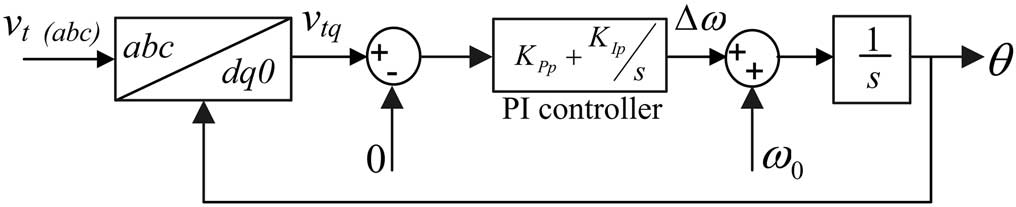 v_t (abc)
abc
dq0
v_tq
+
-
0
K_Pp + K_Ip/s
PI controller
Δω
+
+
ω_0
1/s
θ